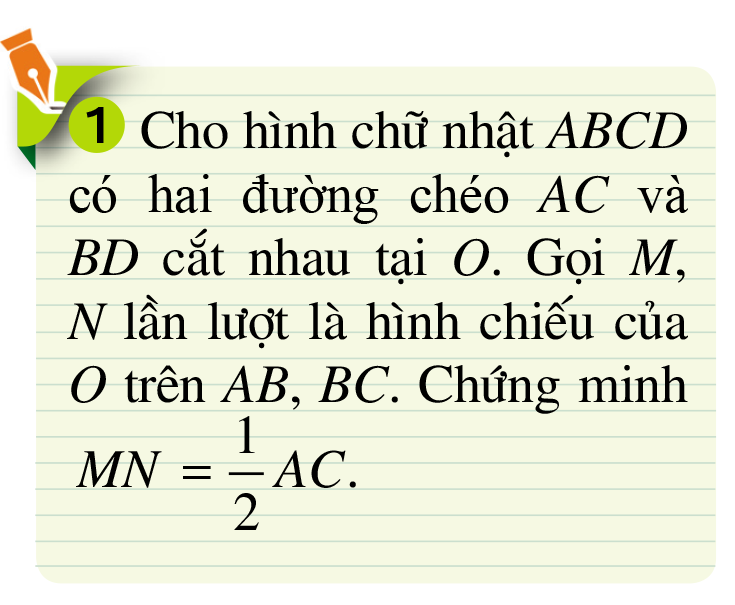 1 Cho hình chữ nhật ABCD
có hai đường chéo AC và
BD cắt nhau tại O. Gọi M,
N lần lượt là hình chiếu của
O trên AB, BC. Chứng minh
MN = 1/2 AC.